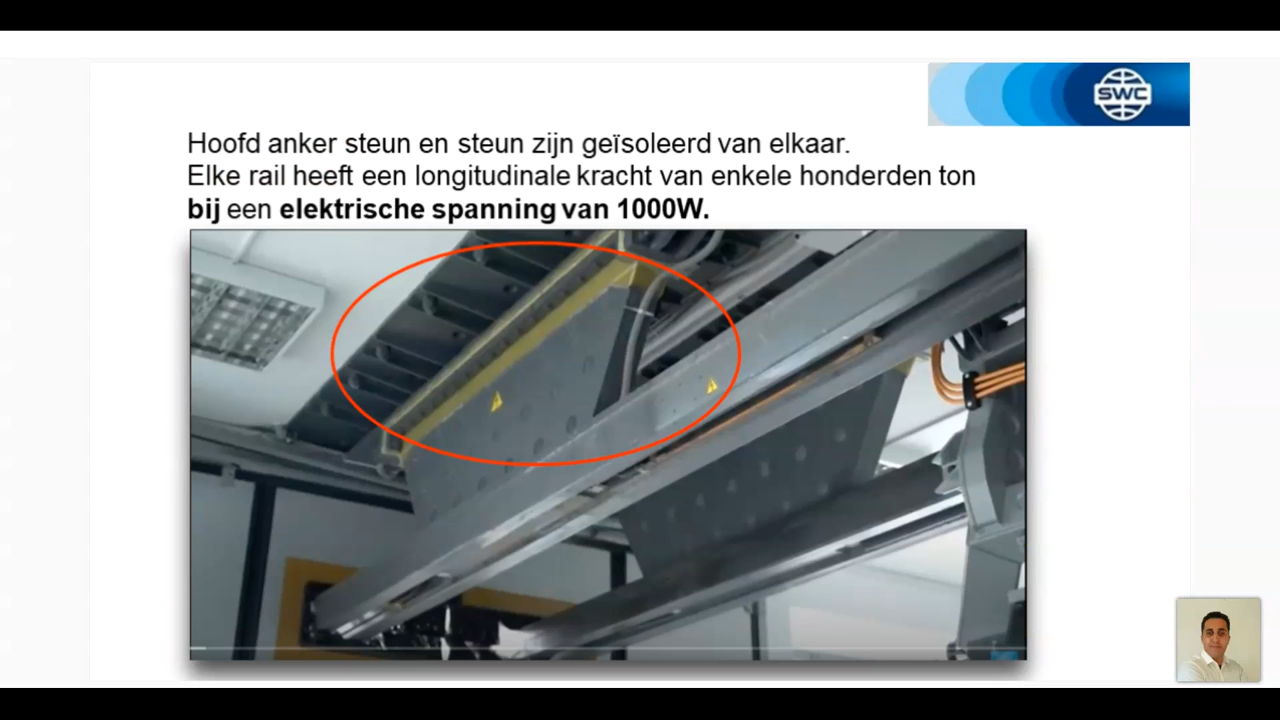 SWC
Hoofd anker steun en steun zijn geïsoleerd van elkaar.
Elke rail heeft een longitudinale kracht van enkele honderden ton
bij een elektrische spanning van 1000W.